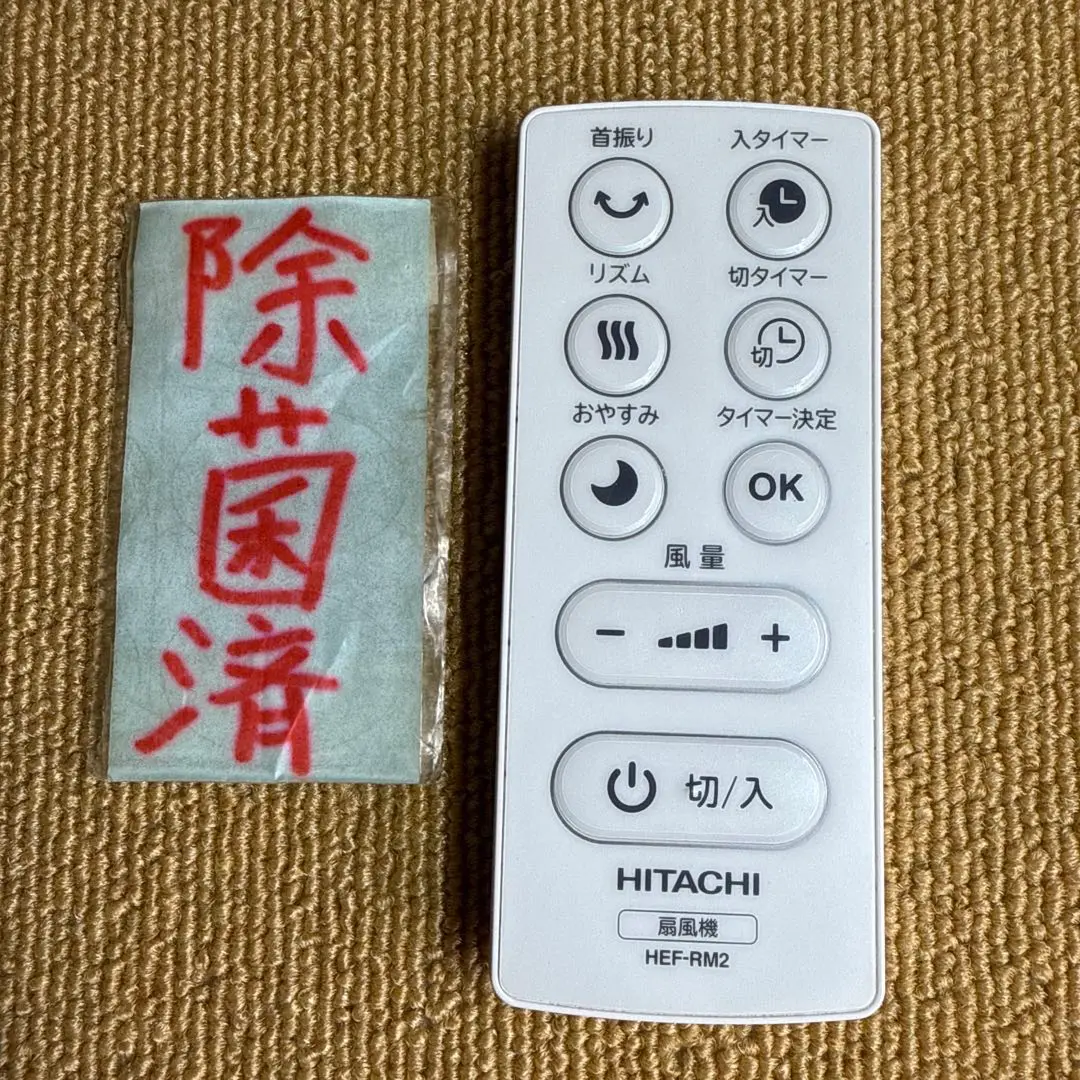 除菌済
首振り
入タイマー
入
リズム
切タイマー
切
おやすみ
タイマー決定
OK
風量
− +
切/入
HITACHI
扇風機
HEF-RM2